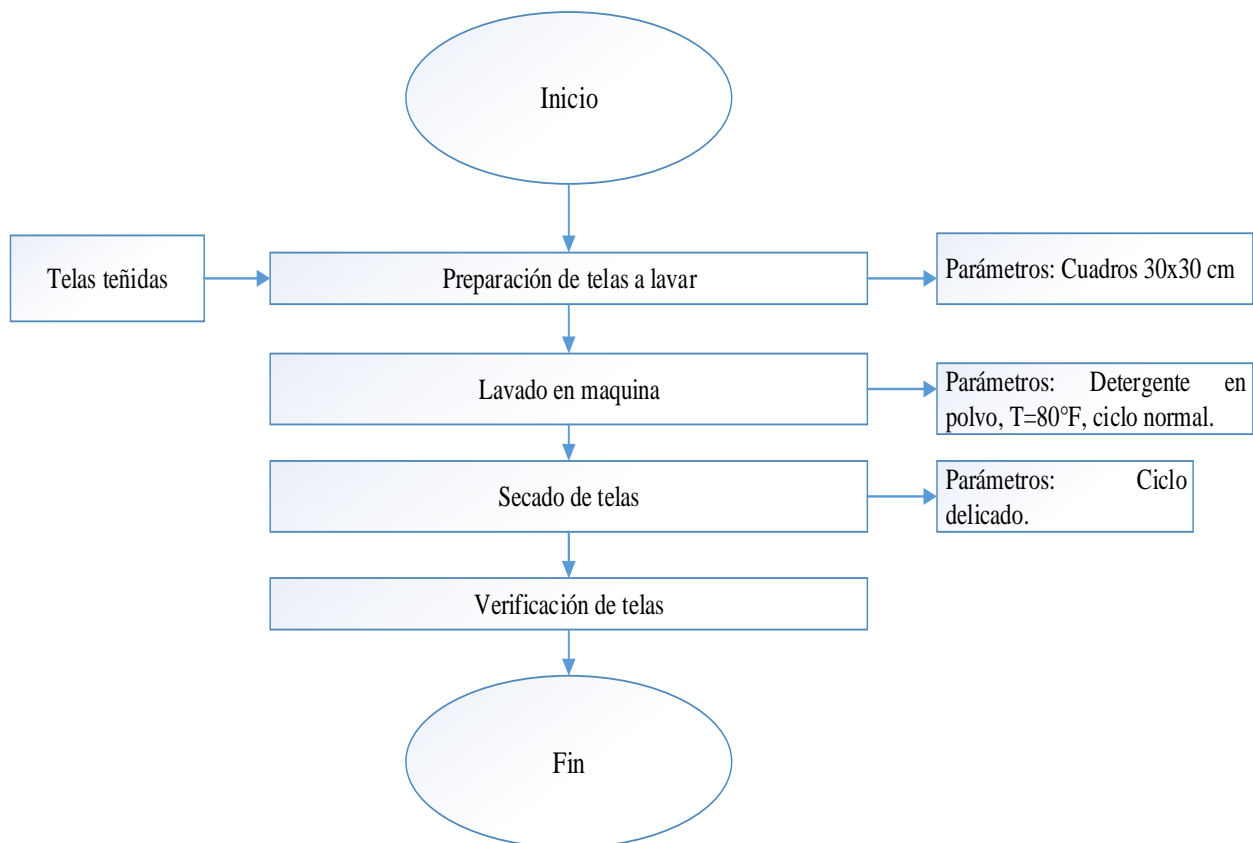 Inicio
Telas teñidas
Preparación de telas a lavar
Parámetros: Cuadros 30x30 cm
Lavado en maquina
Parámetros: Detergente en
polvo, T=80°F, ciclo normal.
Secado de telas
Parámetros: Ciclo
delicado.
Verificación de telas
Fin